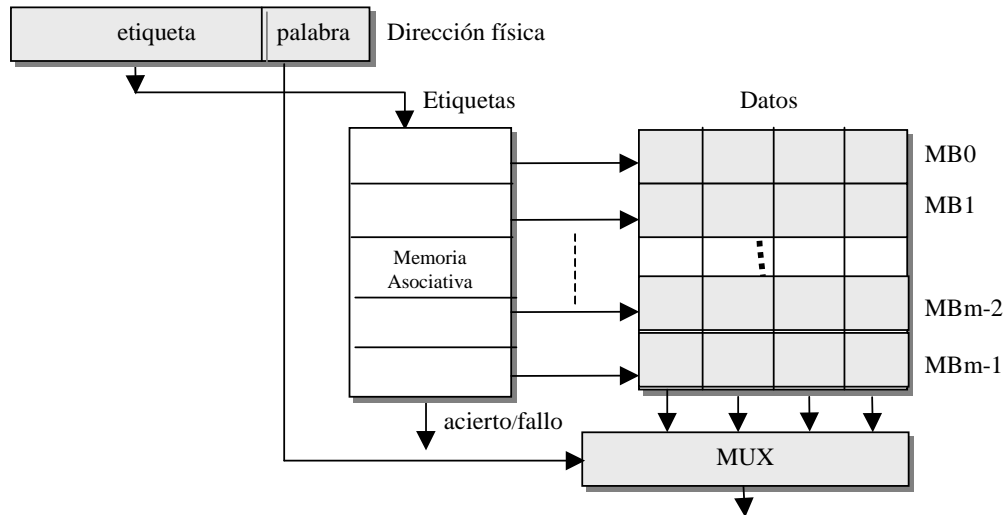 etiqueta palabra Dirección física
Etiquetas Datos
MB0
MB1
Memoria
Asociativa
MBm-2
MBm-1
acierto/fallo
MUX